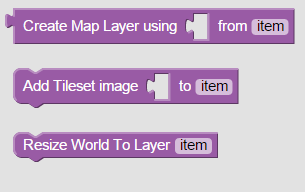 Create Map Layer using from item
Add Tileset image to item
Resize World To Layer item